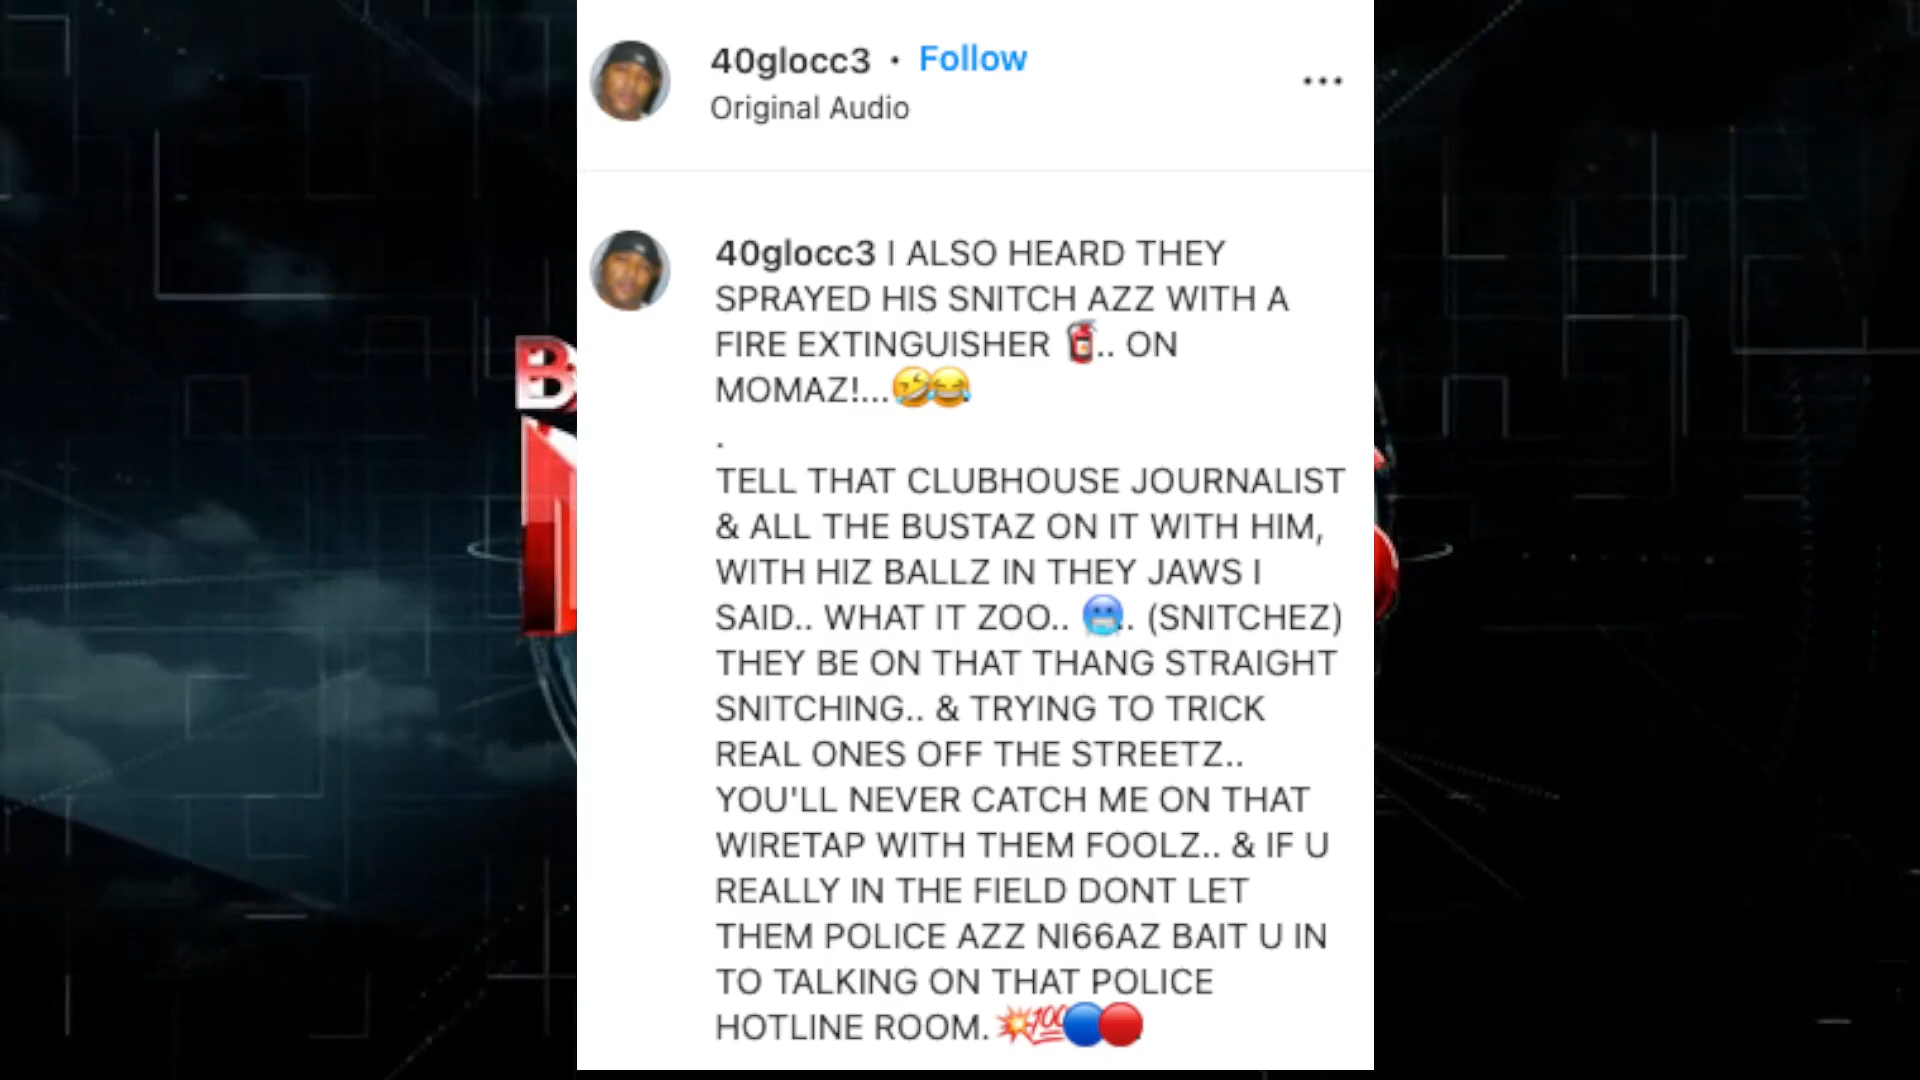 40glocc3 • Follow
Original Audio
40glocc3 I ALSO HEARD THEY
SPRAYED HIS SNITCH AZZ WITH A
FIRE EXTINGUISHER 🧯.. ON
MOMAZ!...🤣😂
.
TELL THAT CLUBHOUSE JOURNALIST
& ALL THE BUSTAZ ON IT WITH HIM,
WITH HIZ BALLZ IN THEY JAWS I
SAID.. WHAT IT ZOO.. 🥶.. (SNITCHEZ)
THEY BE ON THAT THANG STRAIGHT
SNITCHING.. & TRYING TO TRICK
REAL ONES OFF THE STREETZ..
YOU'LL NEVER CATCH ME ON THAT
WIRETAP WITH THEM FOOLZ.. & IF U
REALLY IN THE FIELD DONT LET
THEM POLICE AZZ NI66AZ BAIT U IN
TO TALKING ON THAT POLICE
HOTLINE ROOM. 💥💯🔵🔴